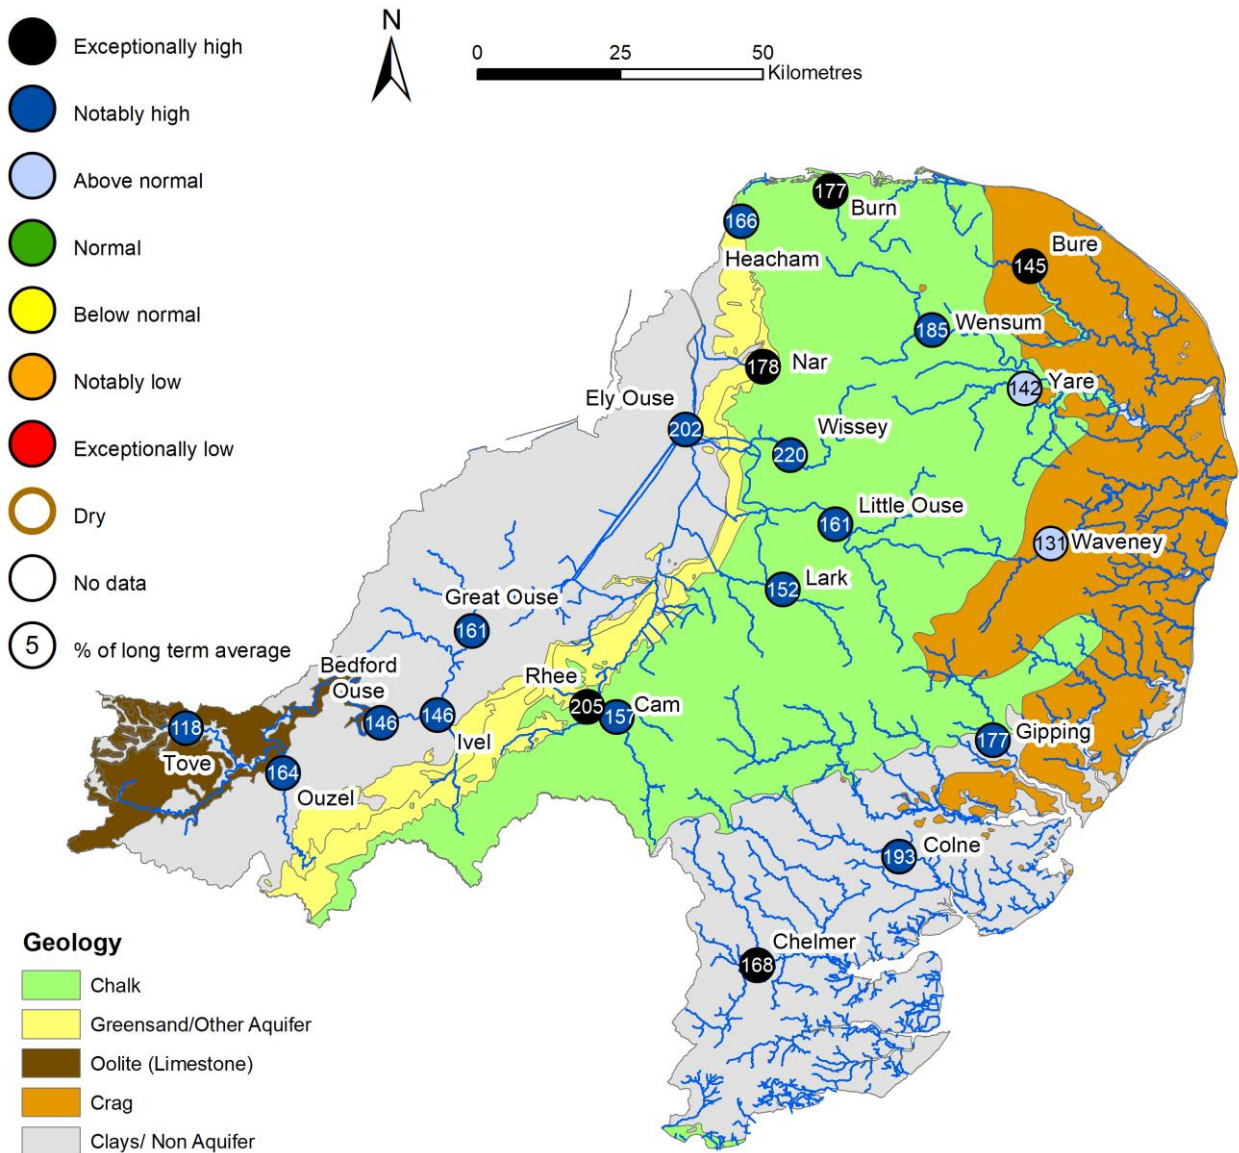 N
0 25 50
Kilometres
Exceptionally high
Notably high
Above normal
Normal
Below normal
Notably low
Exceptionally low
Dry
No data
5 % of long term average
177
Burn
166
Heacham
Bure
145
Wensum
185
Nar
178
Yare
142
Ely Ouse
202
Wissey
220
Little Ouse
161
Waveney
131
Lark
152
Great Ouse
161
Bedford
Ouse
146
146
Ivel
Rhee
205
157
Cam
118
Tove
164
Ouzel
Gipping
177
193
Colne
Chelmer
168
Geology
Chalk
Greensand/Other Aquifer
Oolite (Limestone)
Crag
Clays/ Non Aquifer